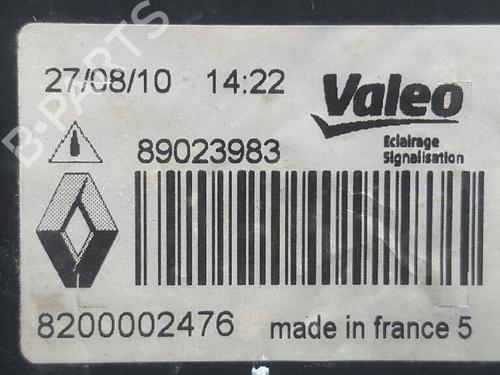 27/08/10 14:22
Valeo
Eclairage
Signalisation
89023983
8200002476 made in france 5
B-PARTS